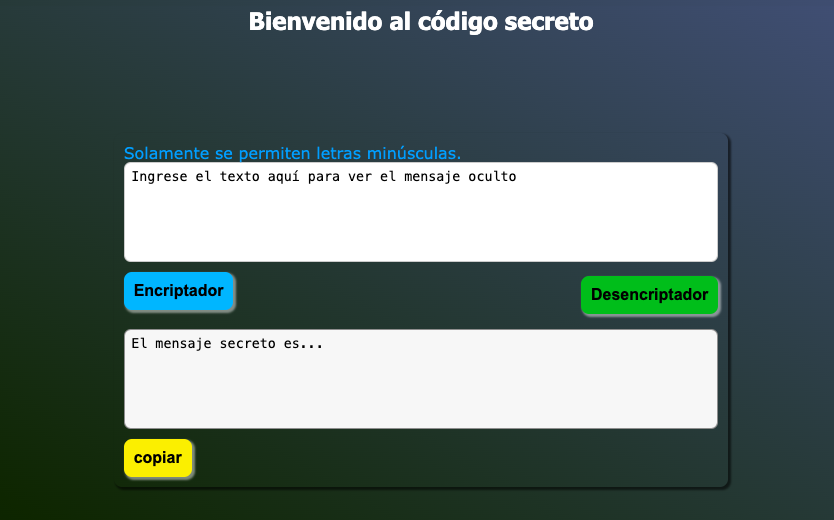 Bienvenido al código secreto
Solamente se permiten letras minúsculas.
Ingrese el texto aquí para ver el mensaje oculto
Encriptador
Desencriptador
El mensaje secreto es...
copiar